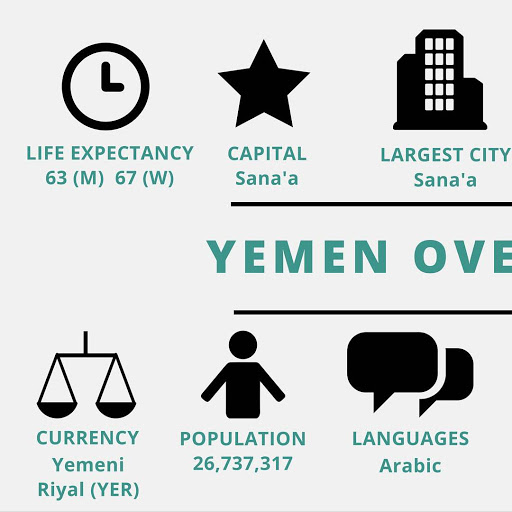 LIFE EXPECTANCY
63 (M) 67 (W)
CAPITAL
Sana'a
LARGEST CITY
Sana'a
YEMEN OVE
CURRENCY
Yemeni
Riyal (YER)
POPULATION
26,737,317
LANGUAGES
Arabic